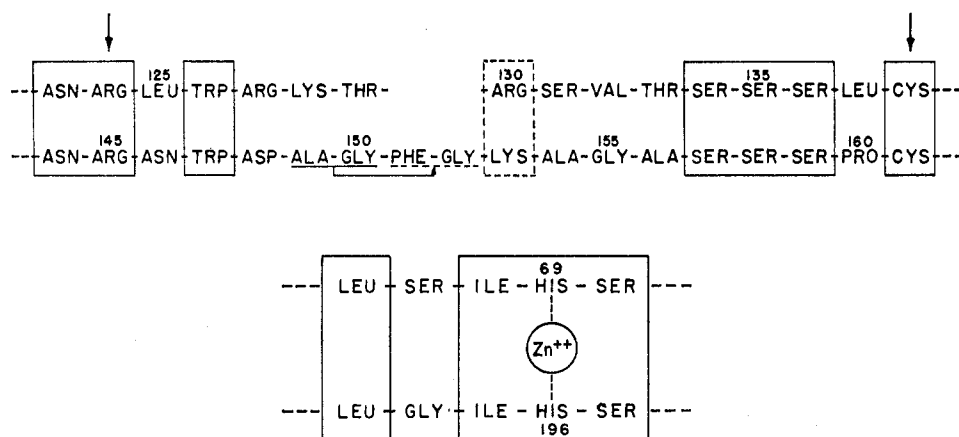 125 130 135
--- ASN-ARG-LEU-TRP-ARG-LYS-THR- -ARG-SER-VAL-THR-SER-SER-SER-LEU-CYS---
145 150 155 160
--- ASN-ARG-ASN-TRP-ASP-ALA-GLY-PHE-GLY-LYS-ALA-GLY-ALA-SER-SER-SER-PRO-CYS---
69
--- LEU-SER-ILE-HIS-SER---
Zn++
--- LEU-GLY-ILE-HIS-SER---
196